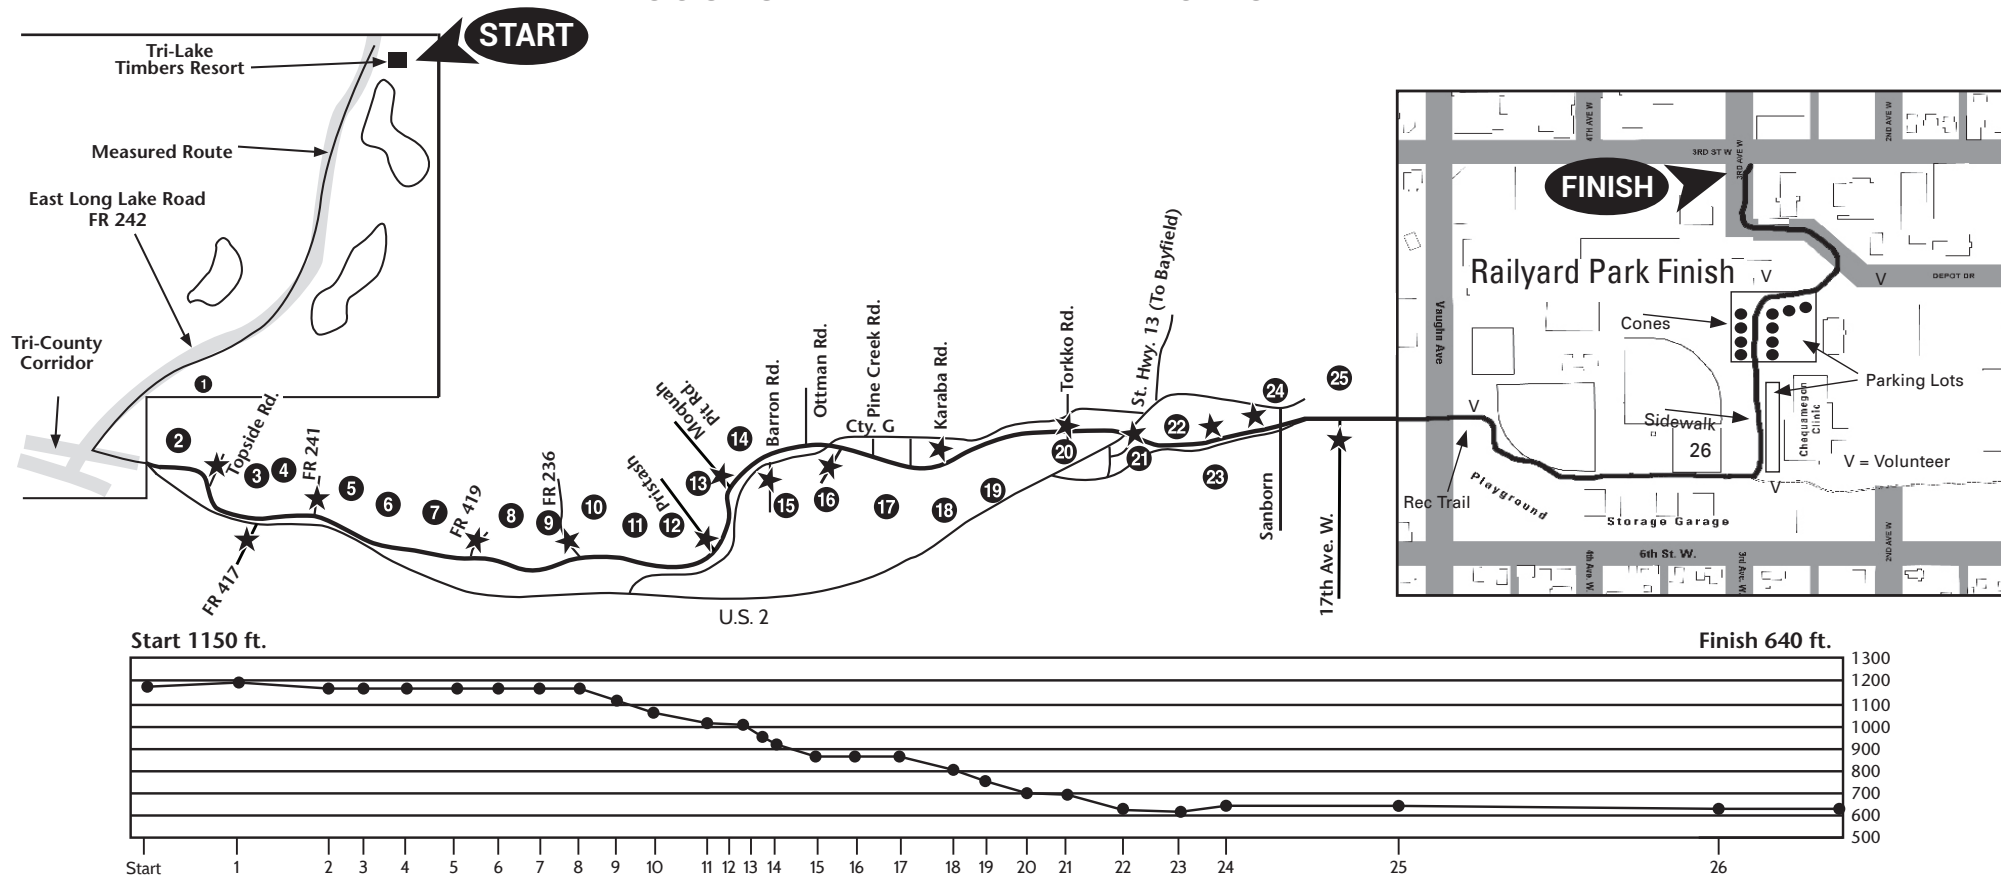 START
Tri-Lake
Timbers Resort
Measured Route
East Long Lake Road
FR 242
Tri-County
Corridor
1
2
Topside Rd.
3
4
FR 241
FR 417
5
6
7
FR 419
8
9
FR 236
10
11
12
Pristash
13
Moquah
Pit Rd.
14
Barron Rd.
15
Ottman Rd.
16
Cty. G
Pine Creek Rd.
17
Karaba Rd.
18
19
20
Torkko Rd.
21
St. Hwy. 13 (To Bayfield)
22
23
24
Sanborn
25
17th Ave. W.
U.S. 2
4TH AVE W
2ND AVE W
3RD ST W
3RD AVE W
FINISH
Railyard Park Finish
V
V
DEPOT DR
Vaughn Ave
Cones
Parking Lots
V
Sidewalk
Chequamegon
Clinic
26
V = Volunteer
V
Rec Trail
Playground
Storage Garage
6th St. W.
4th Ave. W.
3rd Ave. W.
2ND AVE W
Start 1150 ft.
Finish 640 ft.
1300
1200
1100
1000
900
800
700
600
500
Start 1 2 3 4 5 6 7 8 9 10 11 12 13 14 15 16 17 18 19 20 21 22 23 24 25 26